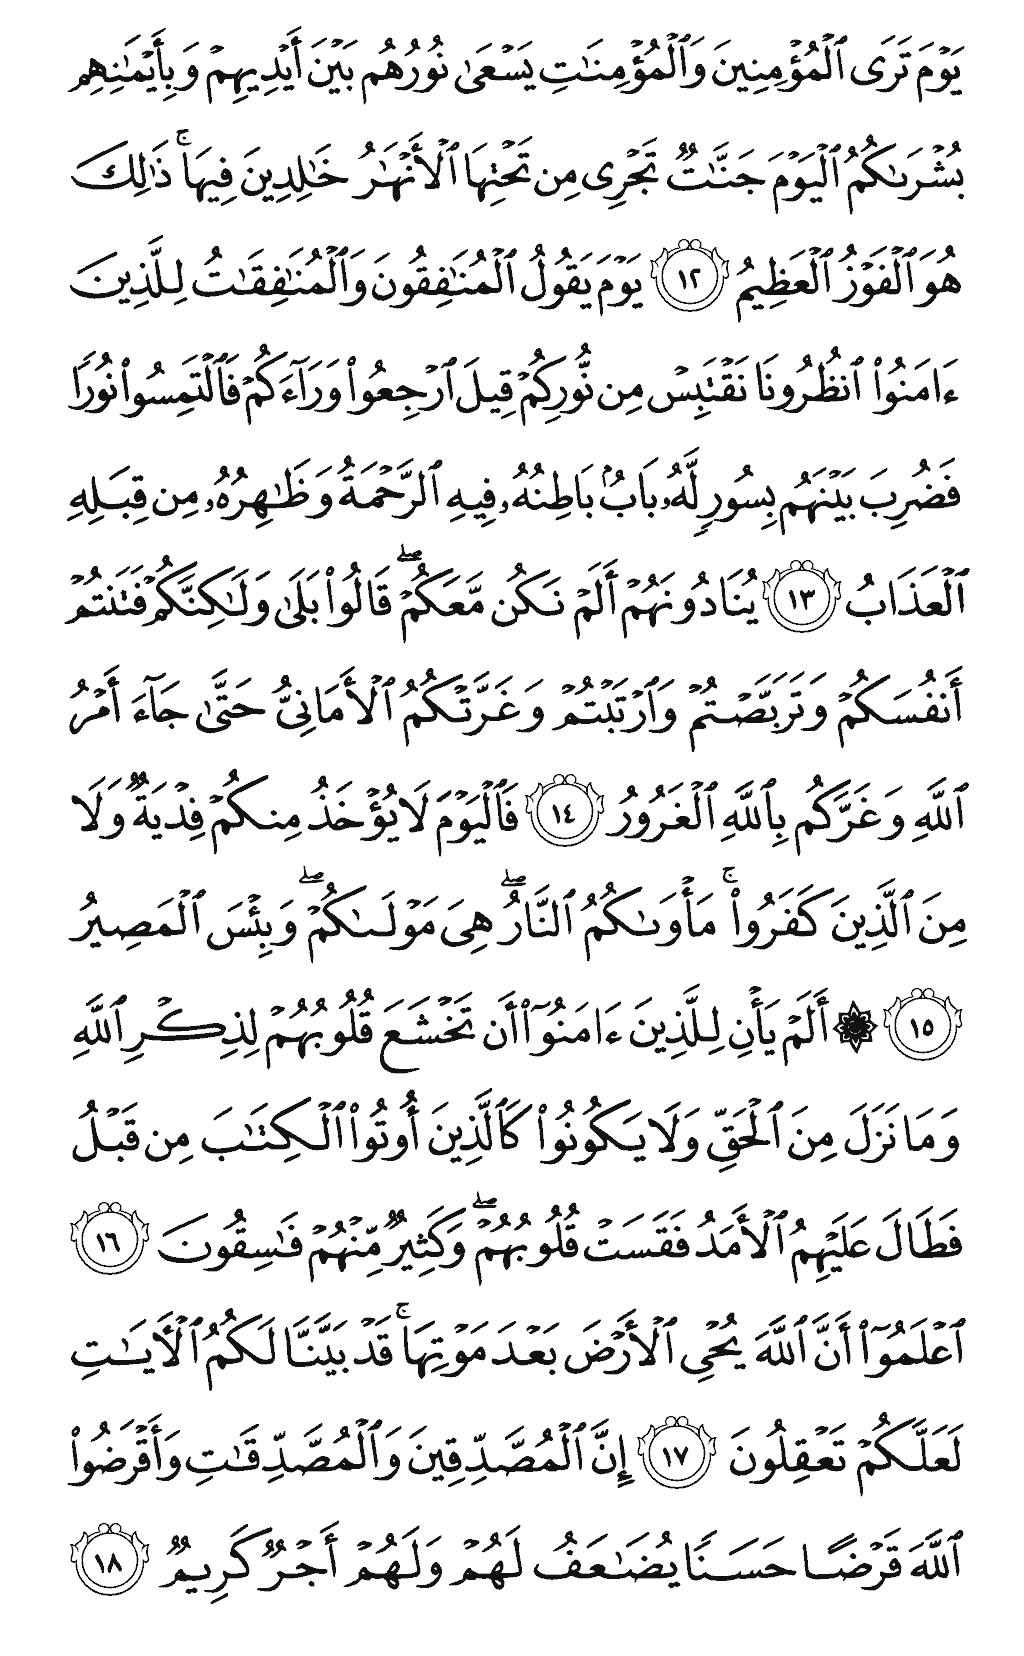 يَوْمَ تَرَى ٱلْمُؤْمِنِينَ وَٱلْمُؤْمِنَـٰتِ يَسْعَىٰ نُورُهُم بَيْنَ أَيْدِيهِمْ وَبِأَيْمَـٰنِهِم
بُشْرَىٰكُمُ ٱلْيَوْمَ جَنَّـٰتٌ تَجْرِى مِن تَحْتِهَا ٱلْأَنْهَـٰرُ خَـٰلِدِينَ فِيهَا ۚ ذَٰلِكَ
هُوَ ٱلْفَوْزُ ٱلْعَظِيمُ ١٢ يَوْمَ يَقُولُ ٱلْمُنَـٰفِقُونَ وَٱلْمُنَـٰفِقَـٰتُ لِلَّذِينَ
ءَامَنُوا۟ ٱنظُرُونَا نَقْتَبِسْ مِن نُّورِكُمْ قِيلَ ٱرْجِعُوا۟ وَرَآءَكُمْ فَٱلْتَمِسُوا۟ نُورًا
فَضُرِبَ بَيْنَهُم بِسُورٍ لَّهُۥ بَابٌۢ بَاطِنُهُۥ فِيهِ ٱلرَّحْمَةُ وَظَـٰهِرُهُۥ مِن قِبَلِهِ
ٱلْعَذَابُ ١٣ يُنَادُونَهُمْ أَلَمْ نَكُن مَّعَكُمْ ۖ قَالُوا۟ بَلَىٰ وَلَـٰكِنَّكُمْ فَتَنتُمْ
أَنفُسَكُمْ وَتَرَبَّصْتُمْ وَٱرْتَبْتُمْ وَغَرَّتْكُمُ ٱلْأَمَانِىُّ حَتَّىٰ جَآءَ أَمْرُ
ٱللَّهِ وَغَرَّكُم بِٱللَّهِ ٱلْغَرُورُ ١٤ فَٱلْيَوْمَ لَا يُؤْخَذُ مِنكُمْ فِدْيَةٌ وَلَا
مِنَ ٱلَّذِينَ كَفَرُوا۟ ۚ مَأْوَىٰكُمُ ٱلنَّارُ ۖ هِىَ مَوْلَىٰكُمْ ۖ وَبِئْسَ ٱلْمَصِيرُ
١٥ ۞ أَلَمْ يَأْنِ لِلَّذِينَ ءَامَنُوٓا۟ أَن تَخْشَعَ قُلُوبُهُمْ لِذِكْرِ ٱللَّهِ
وَمَا نَزَلَ مِنَ ٱلْحَقِّ وَلَا يَكُونُوا۟ كَٱلَّذِينَ أُوتُوا۟ ٱلْكِتَـٰبَ مِن قَبْلُ
فَطَالَ عَلَيْهِمُ ٱلْأَمَدُ فَقَسَتْ قُلُوبُهُمْ ۖ وَكَثِيرٌ مِّنْهُمْ فَـٰسِقُونَ ١٦
ٱعْلَمُوٓا۟ أَنَّ ٱللَّهَ يُحْىِ ٱلْأَرْضَ بَعْدَ مَوْتِهَا ۚ قَدْ بَيَّنَّا لَكُمُ ٱلْـَٔايَـٰتِ
لَعَلَّكُمْ تَعْقِلُونَ ١٧ إِنَّ ٱلْمُصَّدِّقِينَ وَٱلْمُصَّدِّقَـٰتِ وَأَقْرَضُوا۟
ٱللَّهَ قَرْضًا حَسَنًا يُضَـٰعَفُ لَهُمْ وَلَهُمْ أَجْرٌ كَرِيمٌ ١٨